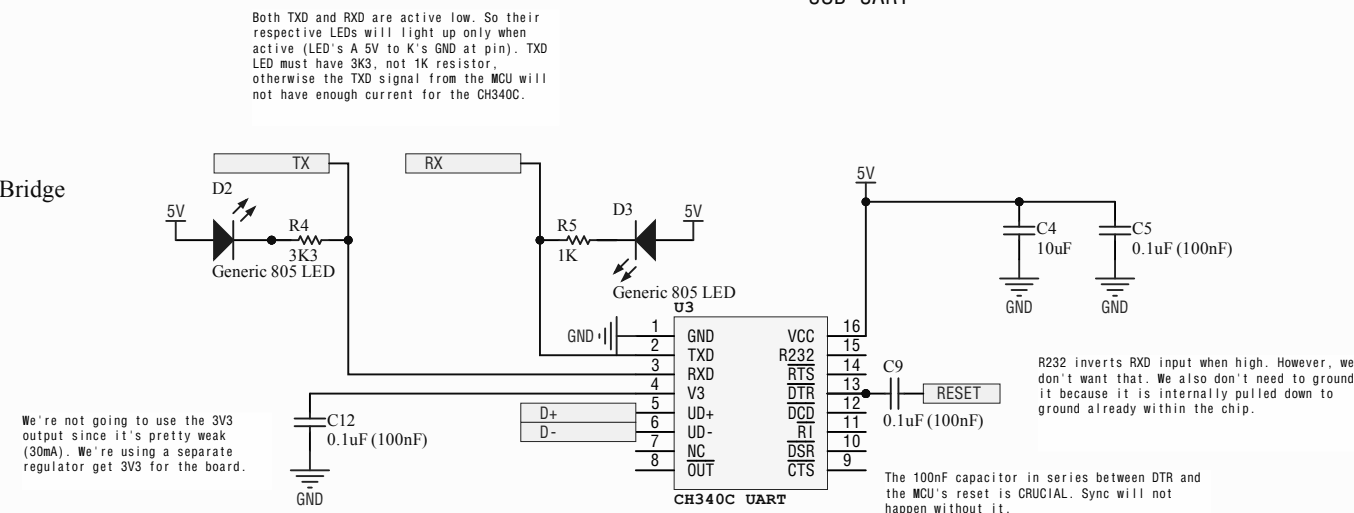 USB UART
Both TXD and RXD are active low. So their
respective LEDs will light up only when
active (LED's A 5V to K's GND at pin). TXD
LED must have 3K3, not 1K resistor,
otherwise the TXD signal from the MCU will
not have enough current for the CH340C.
Bridge
TX
RX
D2
5V
R4
3K3
Generic 805 LED
R5
1K
D3
5V
Generic 805 LED
5V
C4
10uF
GND
C5
0.1uF (100nF)
GND
U3
GND
1 GND VCC 16
2 TXD R232 15
3 RXD RTS 14
4 V3 DTR 13
5 UD+ DCD 12
6 UD- RI 11
7 NC DSR 10
8 OUT CTS 9
CH340C UART
D+
D-
C12
0.1uF (100nF)
GND
C9
0.1uF (100nF)
RESET
R232 inverts RXD input when high. However, we
don't want that. We also don't need to ground
it because it is internally pulled down to
ground already within the chip.
We're not going to use the 3V3
output since it's pretty weak
(30mA). We're using a separate
regulator get 3V3 for the board.
The 100nF capacitor in series between DTR and
the MCU's reset is CRUCIAL. Sync will not
happen without it.